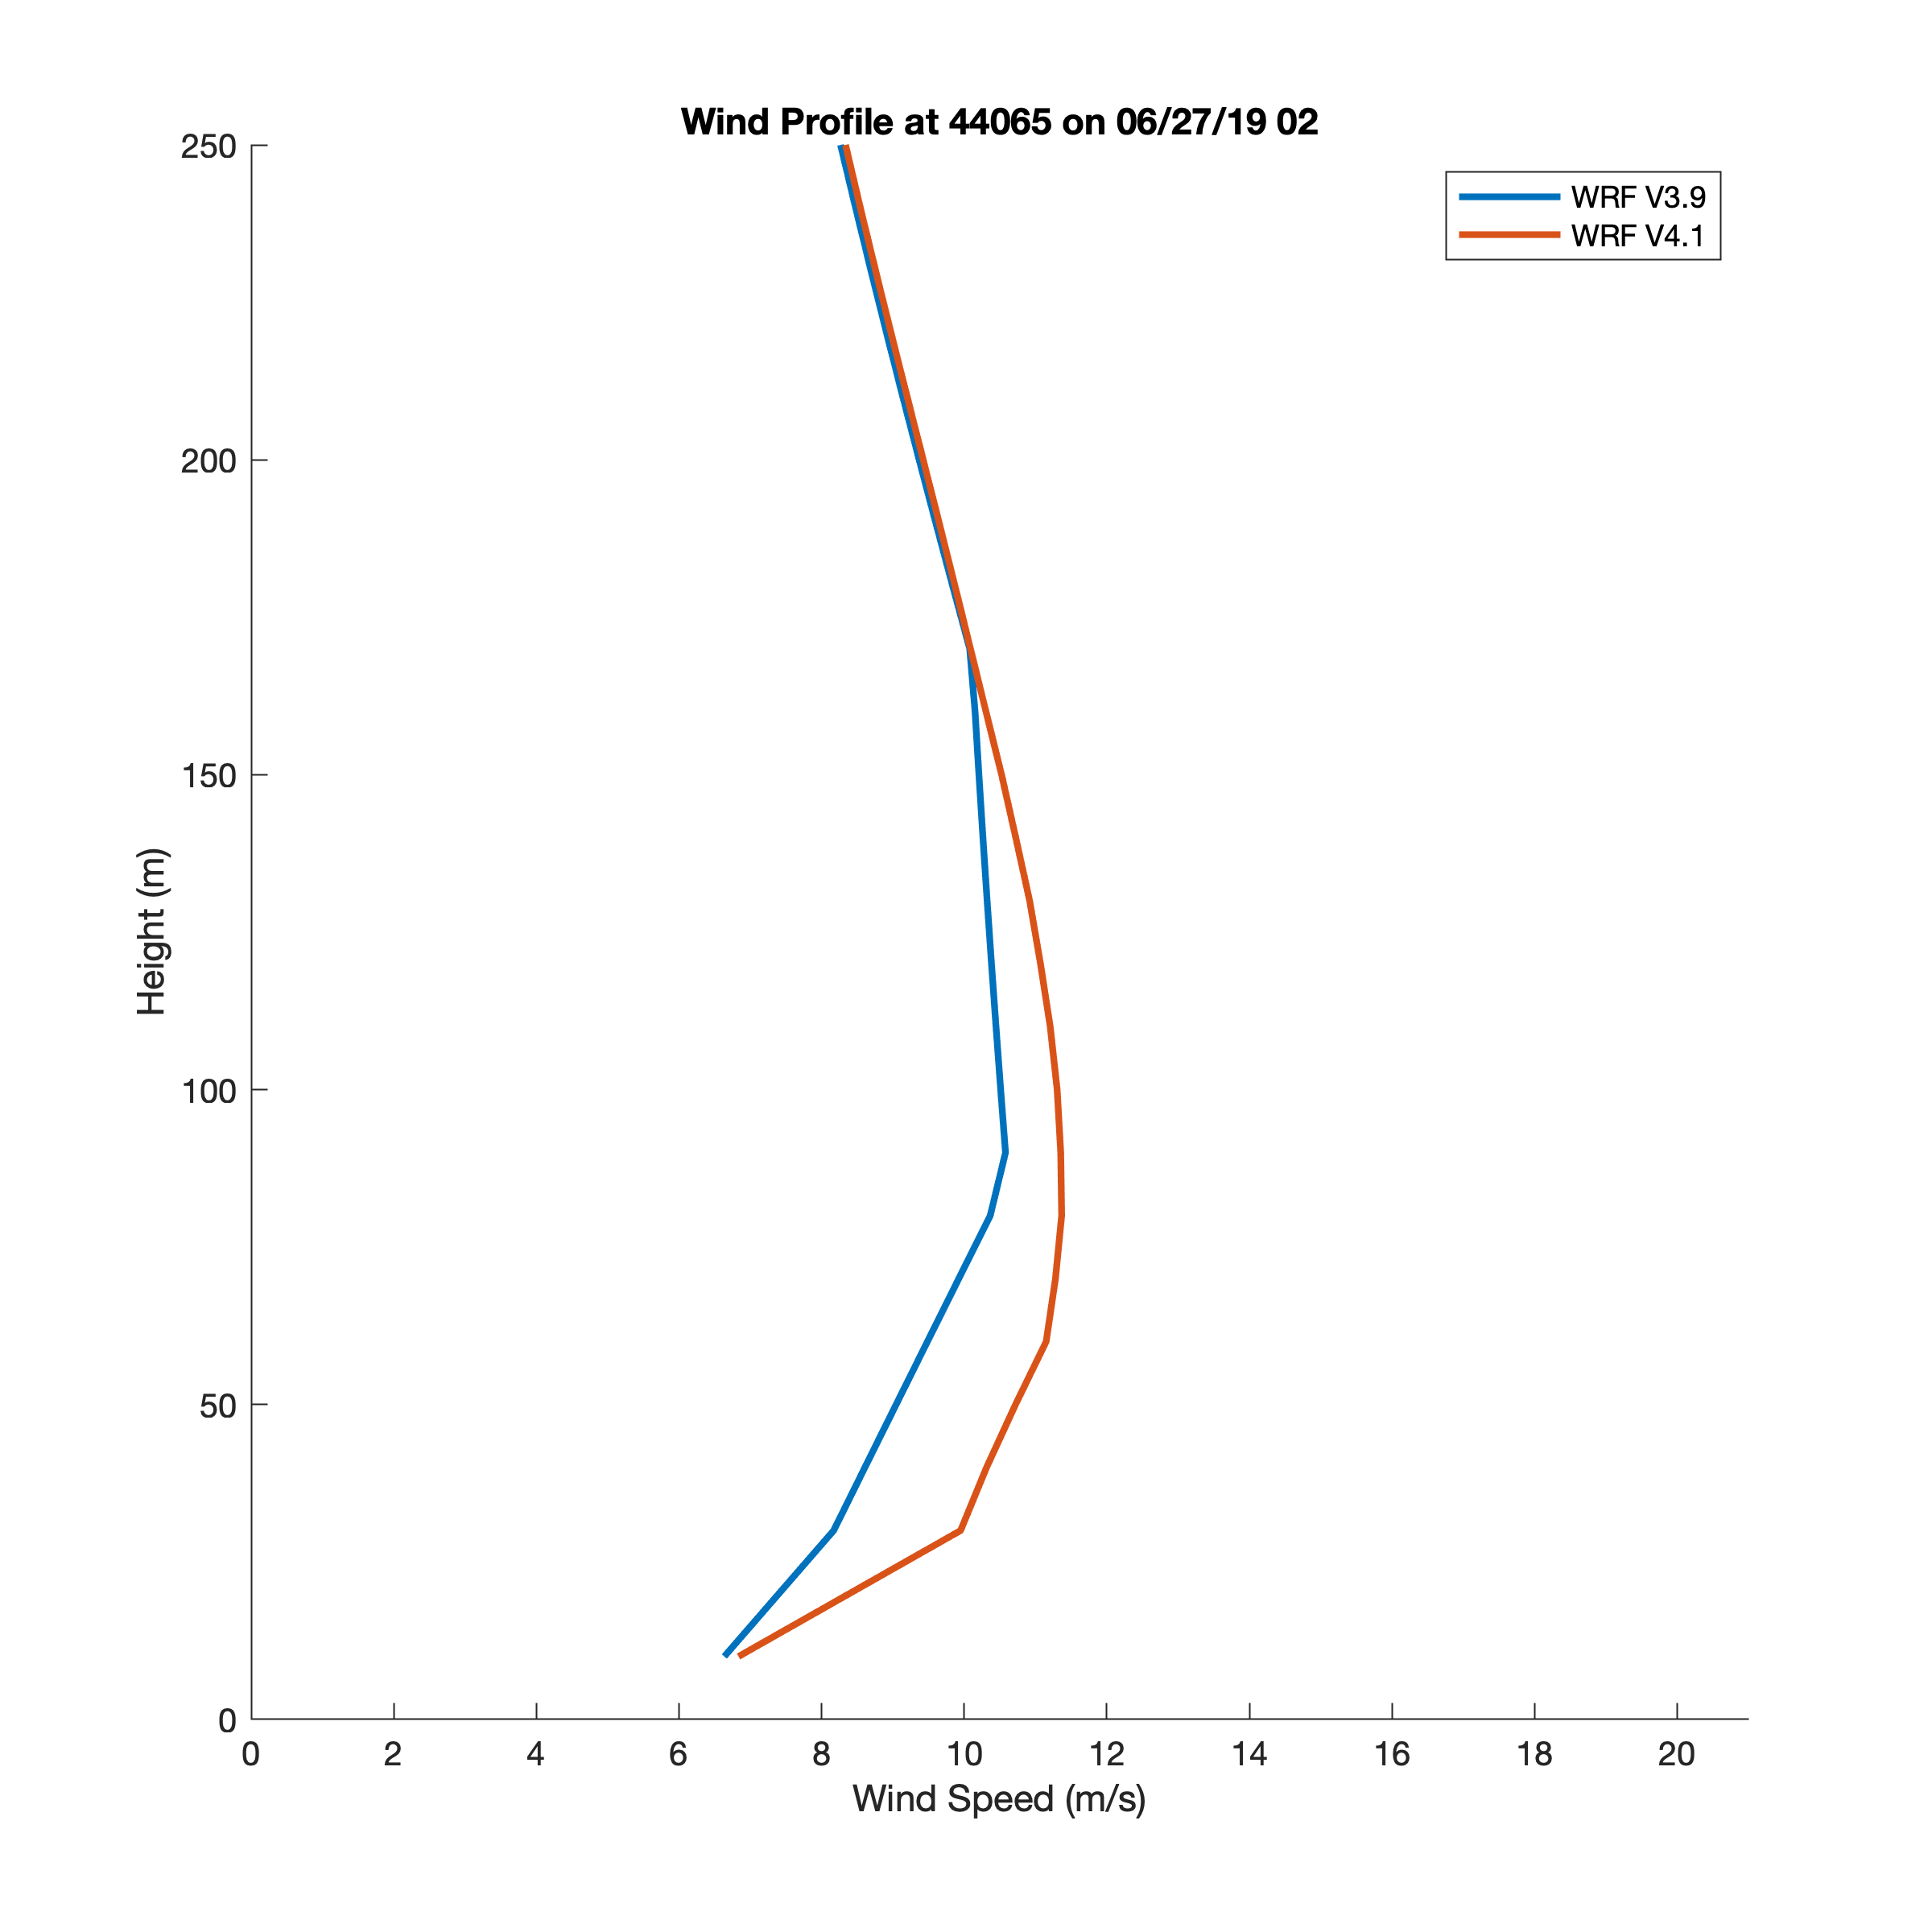 Wind Profile at 44065 on 06/27/19 02
WRF V3.9
WRF V4.1
250
200
150
100
50
0
Height (m)
0 2 4 6 8 10 12 14 16 18 20
Wind Speed (m/s)